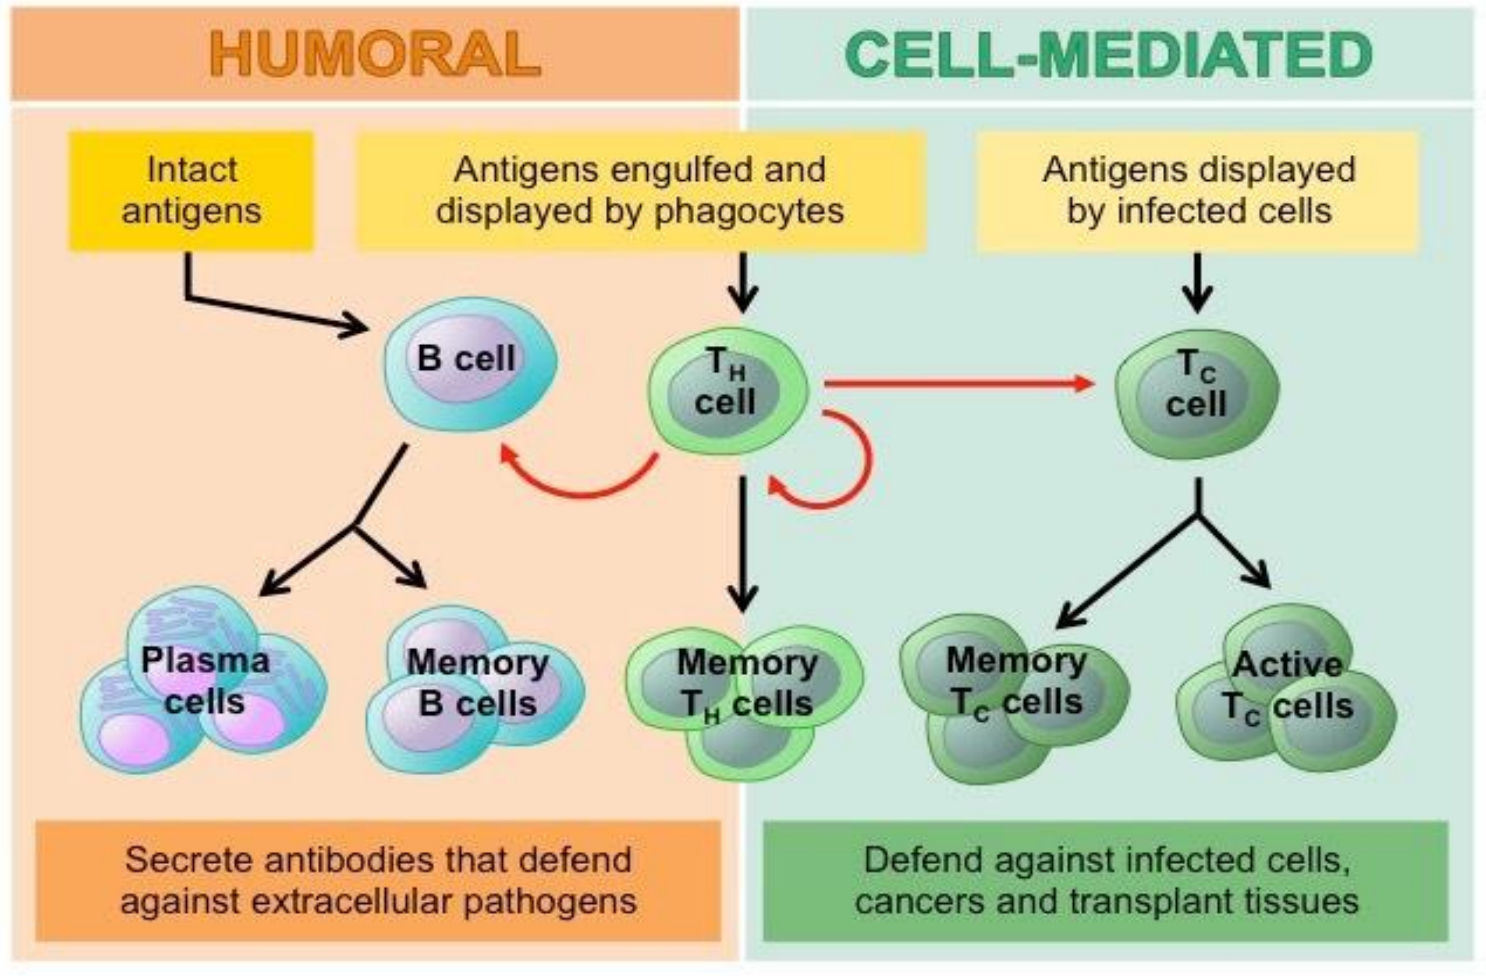 HUMORAL
CELL-MEDIATED
Intact
antigens
Antigens engulfed and
displayed by phagocytes
Antigens displayed
by infected cells
B cell
TH
cell
TC
cell
Plasma
cells
Memory
B cells
Memory
TH cells
Memory
TC cells
Active
TC cells
Secrete antibodies that defend
against extracellular pathogens
Defend against infected cells,
cancers and transplant tissues